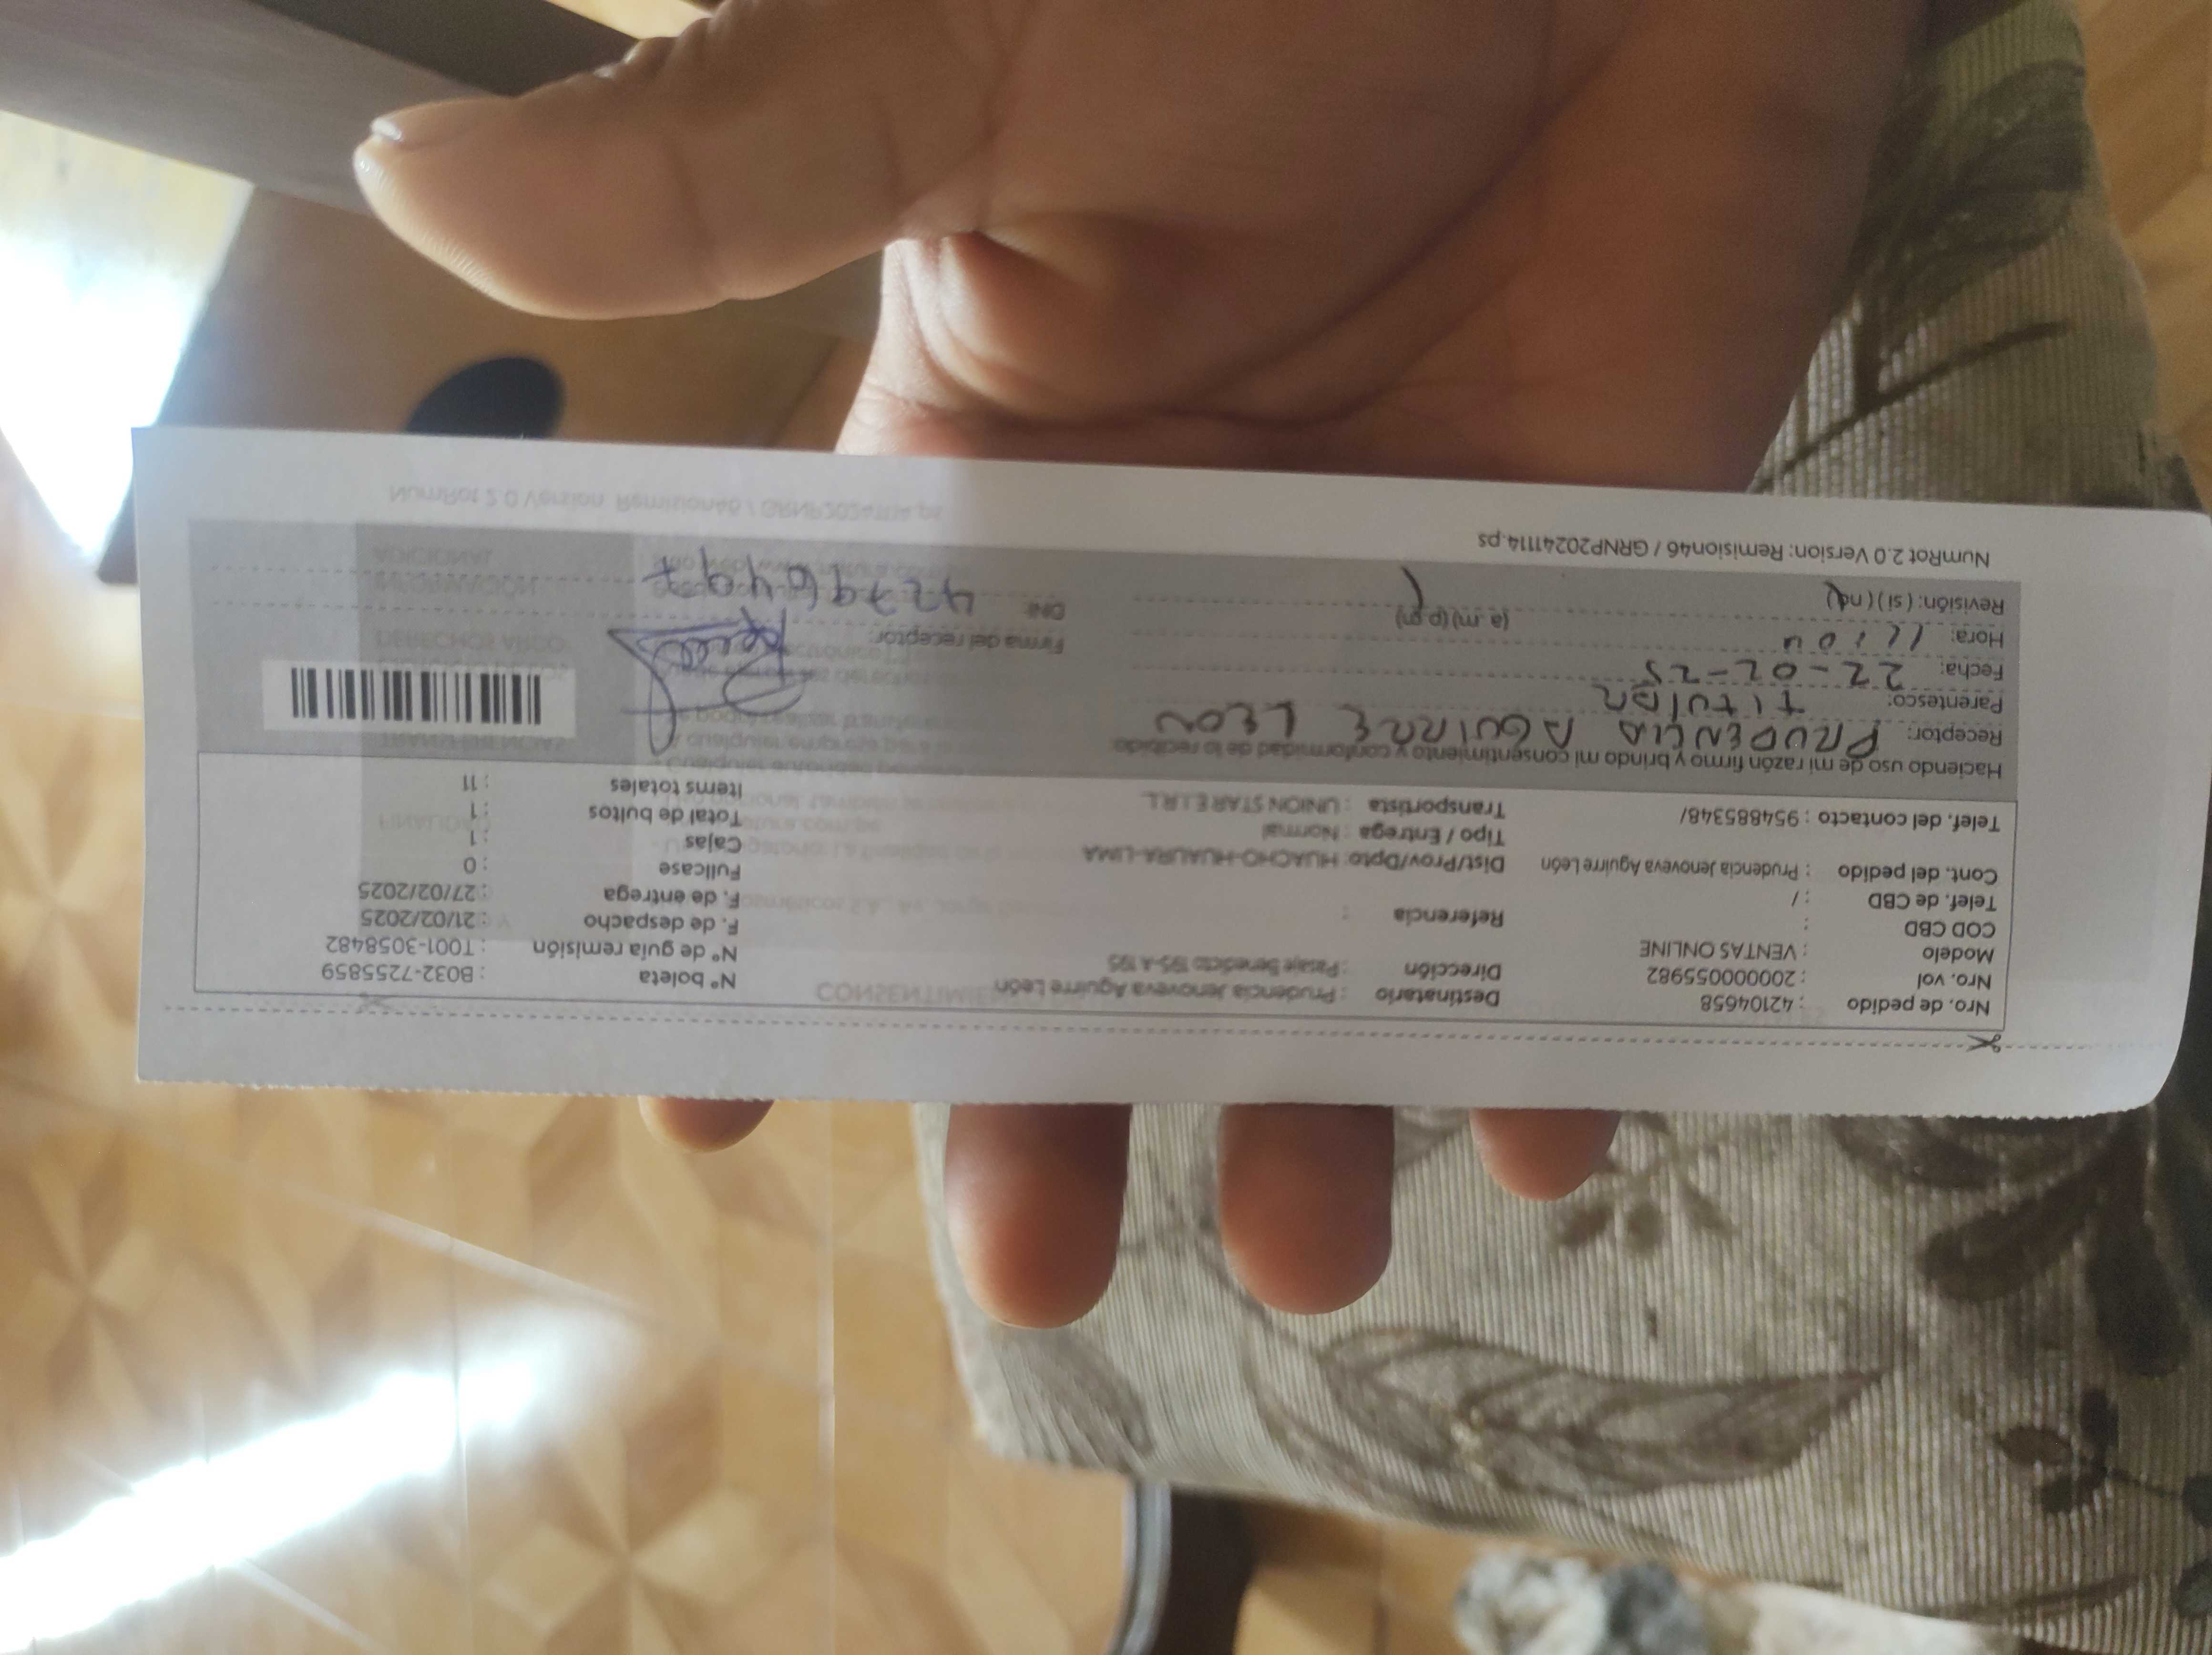 Nro. de pedido : 42104658
Nro. vol : 2000000055982
Modelo : VENTAS ONLINE
COD CBD :
Telef. de CBD : /
Cont. del pedido : Prudencia Jenoveva Aguirre León
Telef. del contacto : 954885348/
Destinatario : Prudencia Jenoveva Aguirre León
Dirección : Pasaje Benedicto 195-A 195
Referencia :
Dist/Prov/Dpto: HUACHO-HUAURA-LIMA
Tipo / Entrega : Normal
Transportista : UNION STAR E.I.R.L.
N° boleta : B032-7255859
N° de guía remisión : T001-3058482
F. de despacho : 21/02/2025
F. de entrega : 27/02/2025
Fullcase : 0
Cajas : 1
Total de bultos : 1
Items totales : 11
Haciendo uso de mi razón firmo y brindo mi consentimiento y conformidad de lo recibido
Receptor: PRUDENCIA AGUIRRE LEON
Parentesco: TITULAR
Fecha: 22-02-25
Hora: (a. m) (p. m)
Revisión: (si) (no)
Firma del receptor:
DNI: 42796497
NumRot 2.0 Version: Remision46 / GRNP20241114.ps